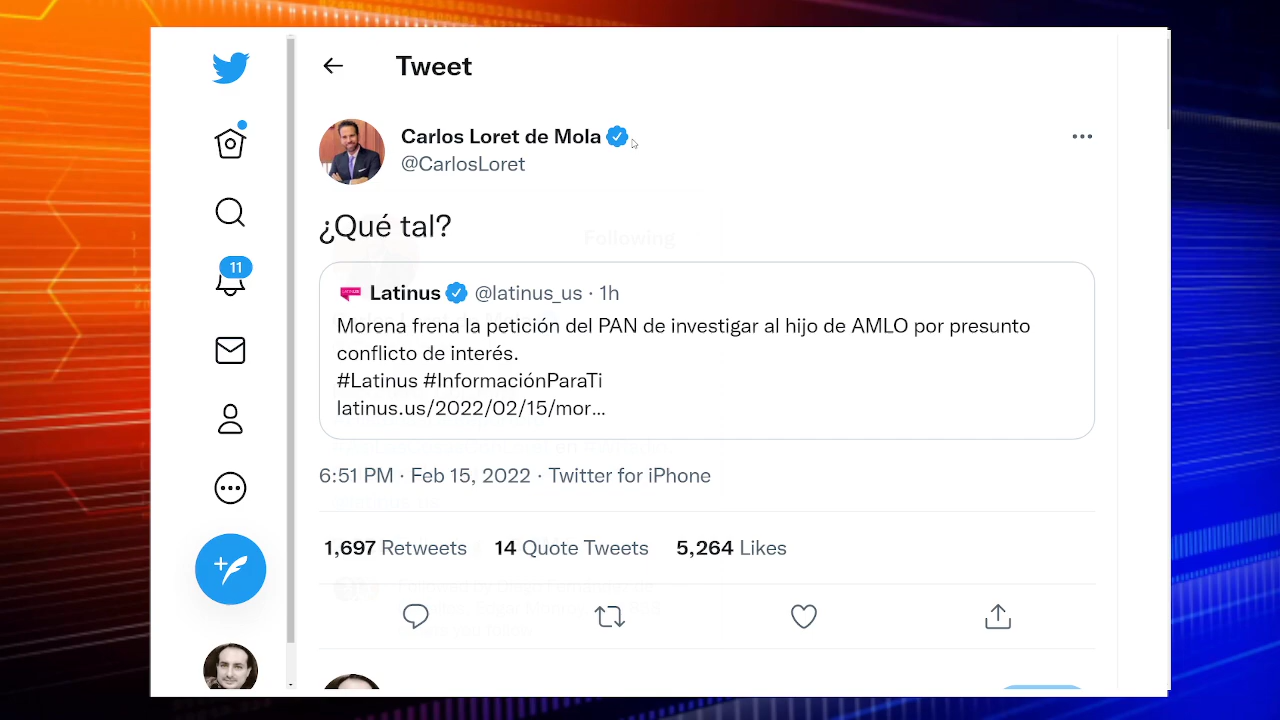 Tweet
Carlos Loret de Mola
@CarlosLoret
¿Qué tal?
Following
Latinus @latinus_us · 1h
Morena frena la petición del PAN de investigar al hijo de AMLO por presunto
conflicto de interés.
#Latinus #InformaciónParaTi
latinus.us/2022/02/15/mor...
6:51 PM · Feb 15, 2022 · Twitter for iPhone
1,697 Retweets 14 Quote Tweets 5,264 Likes
11